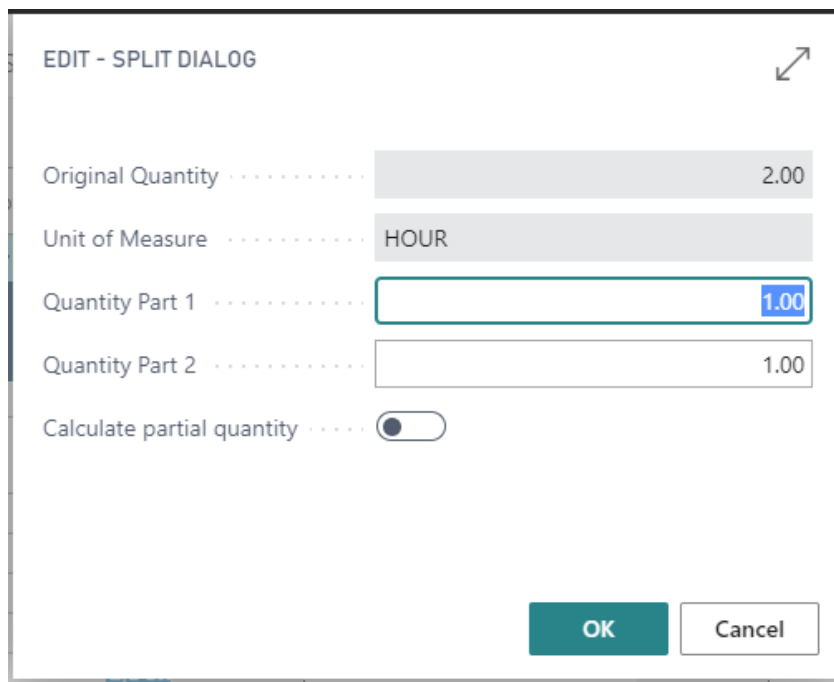 EDIT - SPLIT DIALOG
Original Quantity 2.00
Unit of Measure HOUR
Quantity Part 1 1.00
Quantity Part 2 1.00
Calculate partial quantity
OK Cancel